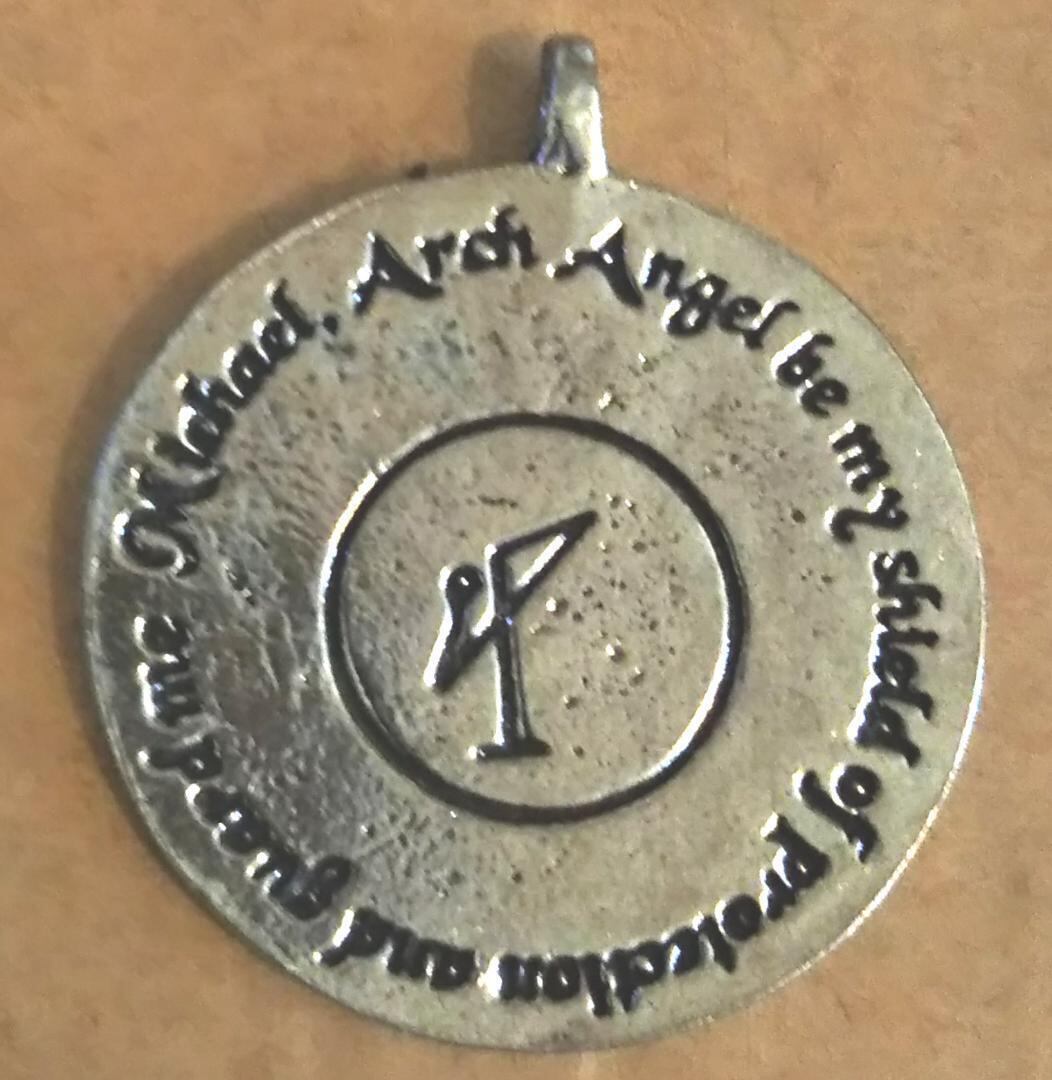 Michael, Arch Angel be my shield of protection and guard me